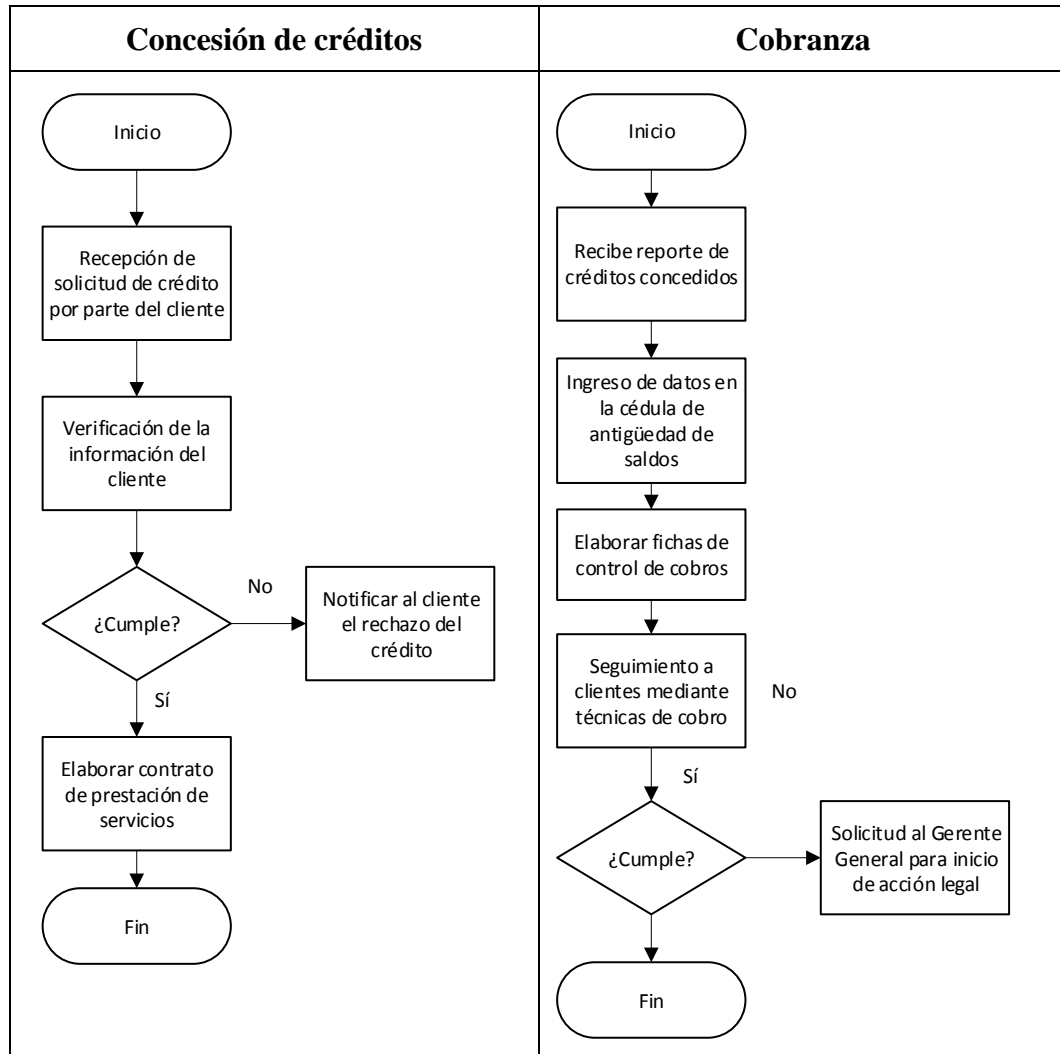 Concesión de créditos
Inicio
Recepción de
solicitud de crédito
por parte del cliente
Verificación de la
información del
cliente
¿Cumple?
No
Notificar al cliente
el rechazo del
crédito
Sí
Elaborar contrato
de prestación de
servicios
Fin
Cobranza
Inicio
Recibe reporte de
créditos concedidos
Ingreso de datos en
la cédula de
antigüedad de
saldos
Elaborar fichas de
control de cobros
Seguimiento a
clientes mediante
técnicas de cobro
No
Sí
¿Cumple?
Solicitud al Gerente
General para inicio
de acción legal
Fin